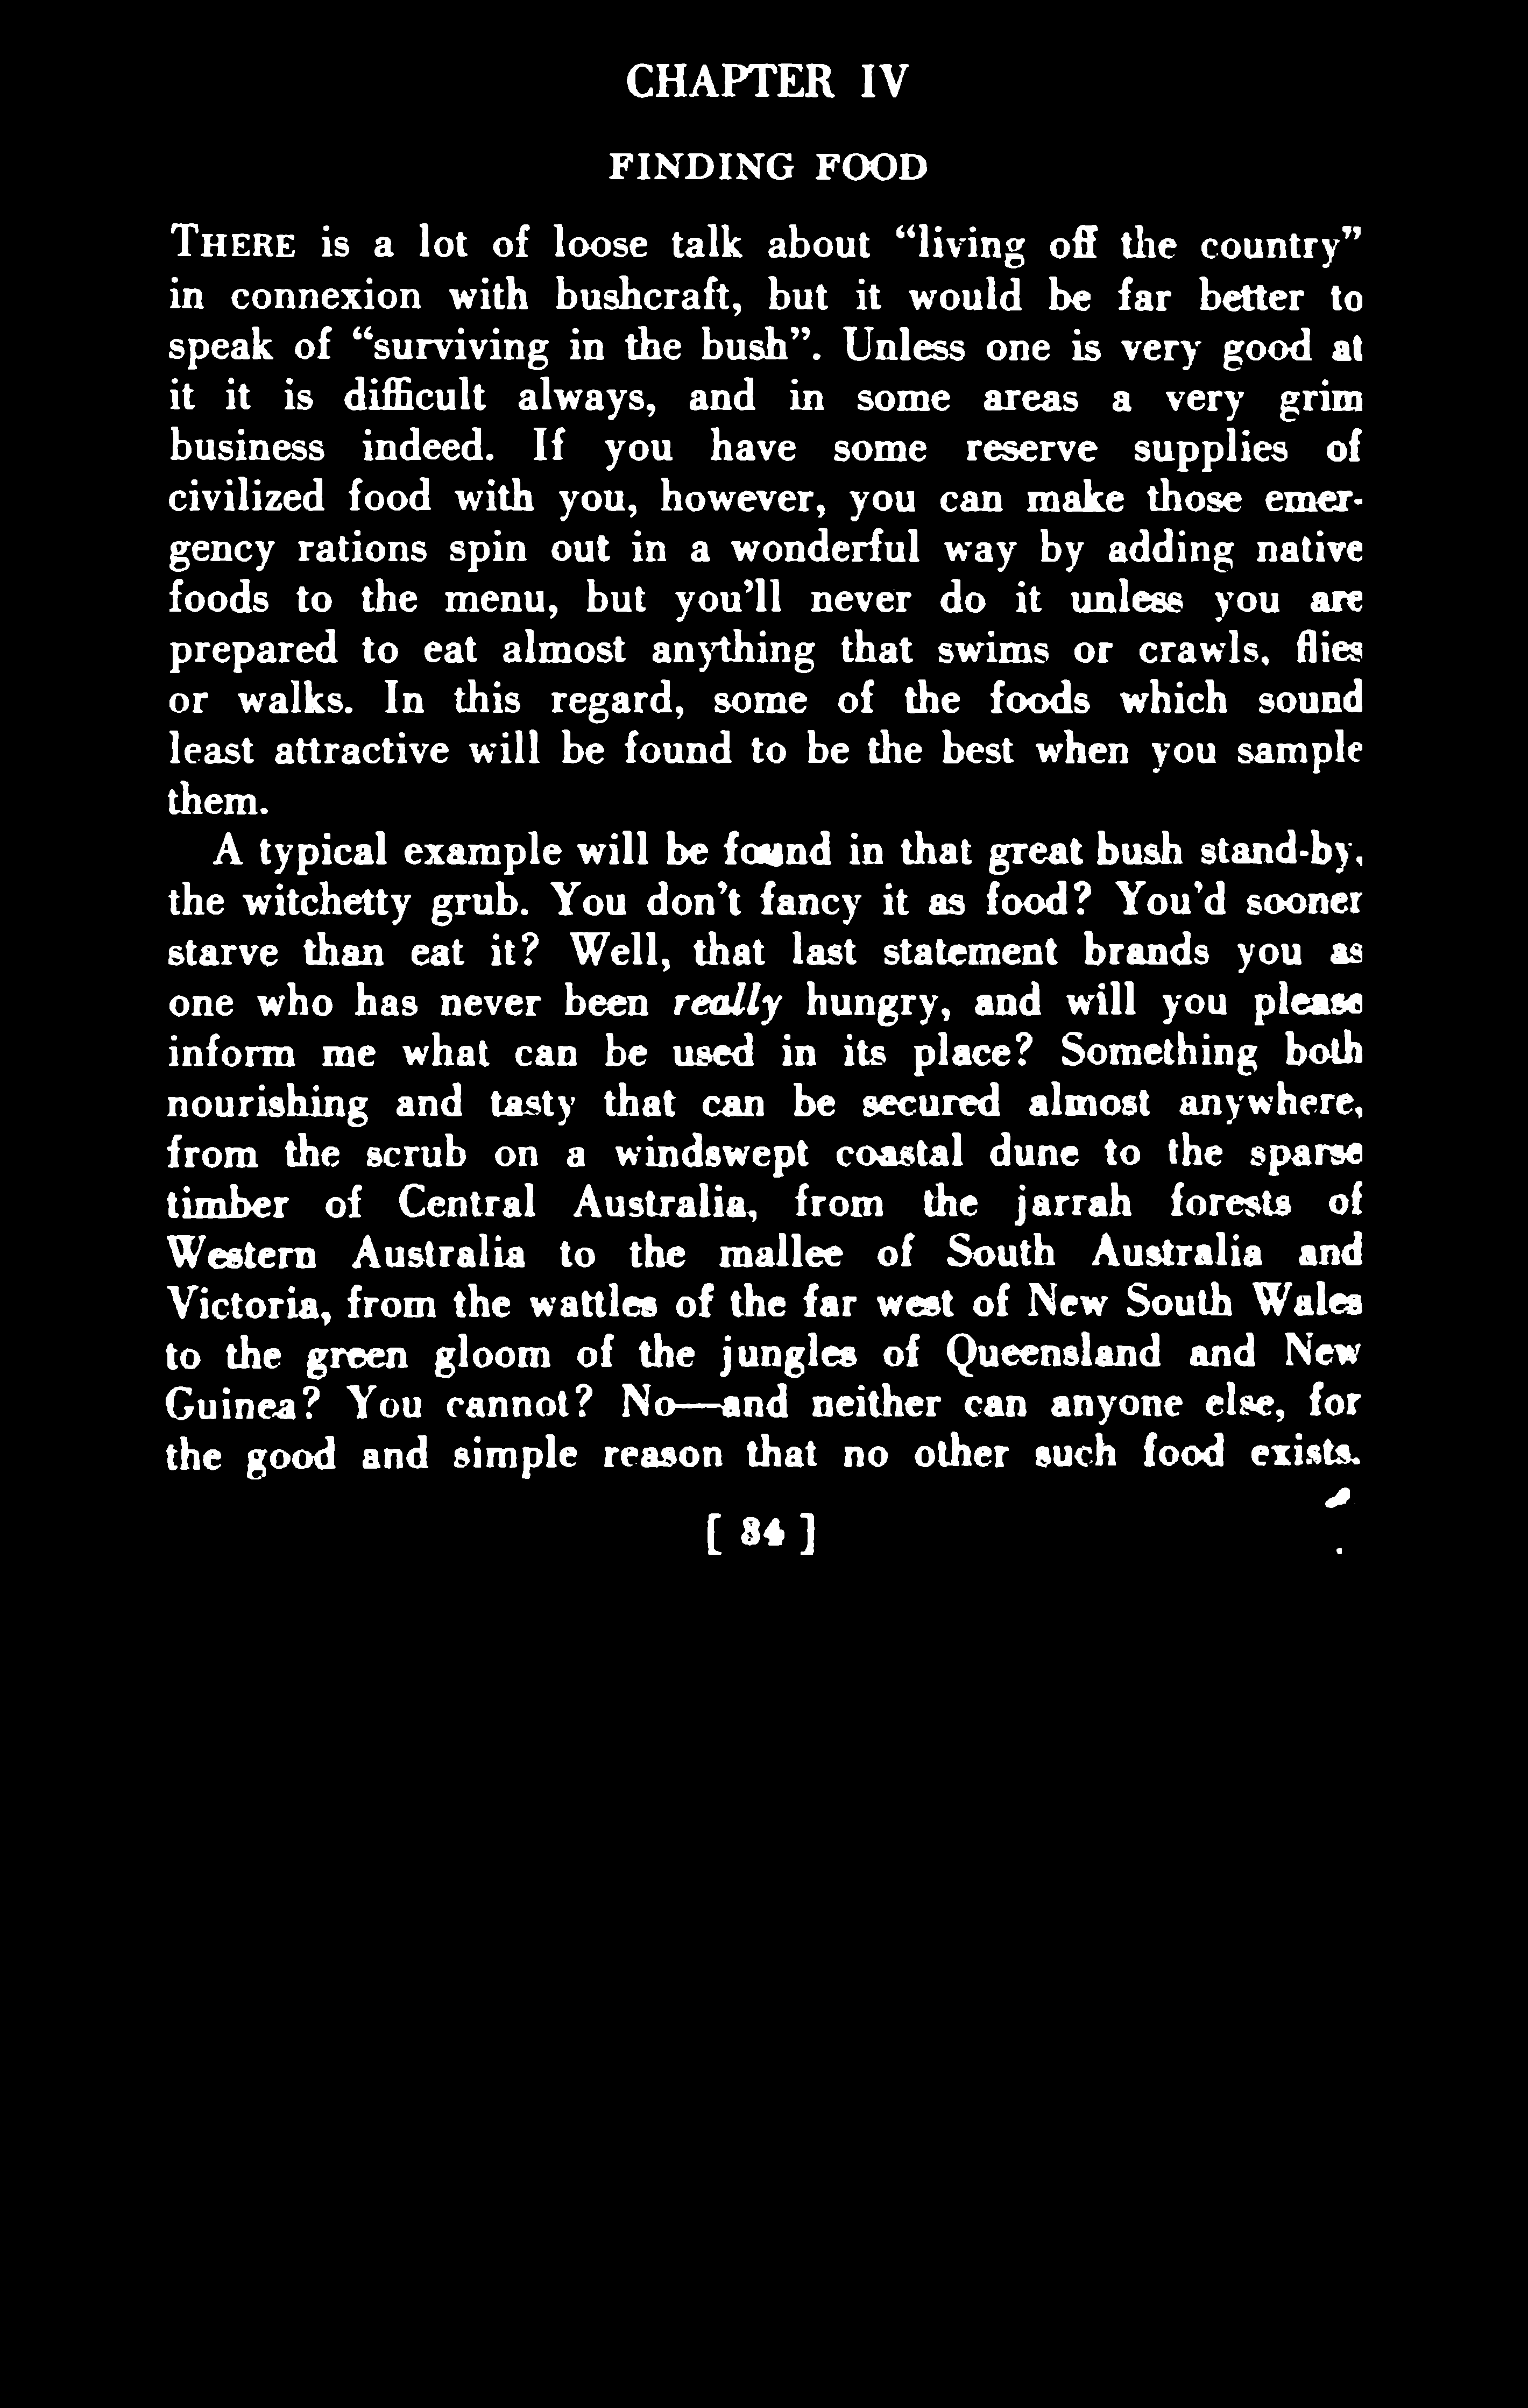 CHAPTER IV
FINDING FOOD
THERE is a lot of loose talk about “living off the country”
in connexion with bushcraft, but it would be far better to
speak of “surviving in the bush”. Unless one is very good at
it it is difficult always, and in some areas a very grim
business indeed. If you have some reserve supplies of
civilized food with you, however, you can make those emer-
gency rations spin out in a wonderful way by adding native
foods to the menu, but you’ll never do it unless you are
prepared to eat almost anything that swims or crawls, flies
or walks. In this regard, some of the foods which sound
least attractive will be found to be the best when you sample
them.
A typical example will be found in that great bush stand-by,
the witchetty grub. You don’t fancy it as food? You’d sooner
starve than eat it? Well, that last statement brands you as
one who has never been really hungry, and will you please
inform me what can be used in its place? Something both
nourishing and tasty that can be secured almost anywhere,
from the scrub on a windswept coastal dune to the sparse
timber of Central Australia, from the jarrah forests of
Western Australia to the mallee of South Australia and
Victoria, from the wattles of the far west of New South Wales
to the green gloom of the jungles of Queensland and New
Guinea? You cannot? No—and neither can anyone else, for
the good and simple reason that no other such food exists.
[ 84 ]